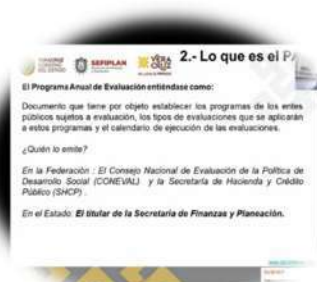 SEFIPLAN
VERA
CRUZ
2.- Lo que es el PA
El Programa Anual de Evaluación entiéndase como:
Documento que tiene por objeto establecer los programas de los entes
públicos sujetos a evaluación, los tipos de evaluaciones que se aplicarán
a estos programas y el calendario de ejecución de las evaluaciones.
¿Quién lo emite?
En la Federación : El Consejo Nacional de Evaluación de la Política de
Desarrollo Social (CONEVAL) y la Secretaría de Hacienda y Crédito
Público (SHCP) .
En el Estado: El titular de la Secretaría de Finanzas y Planeación.